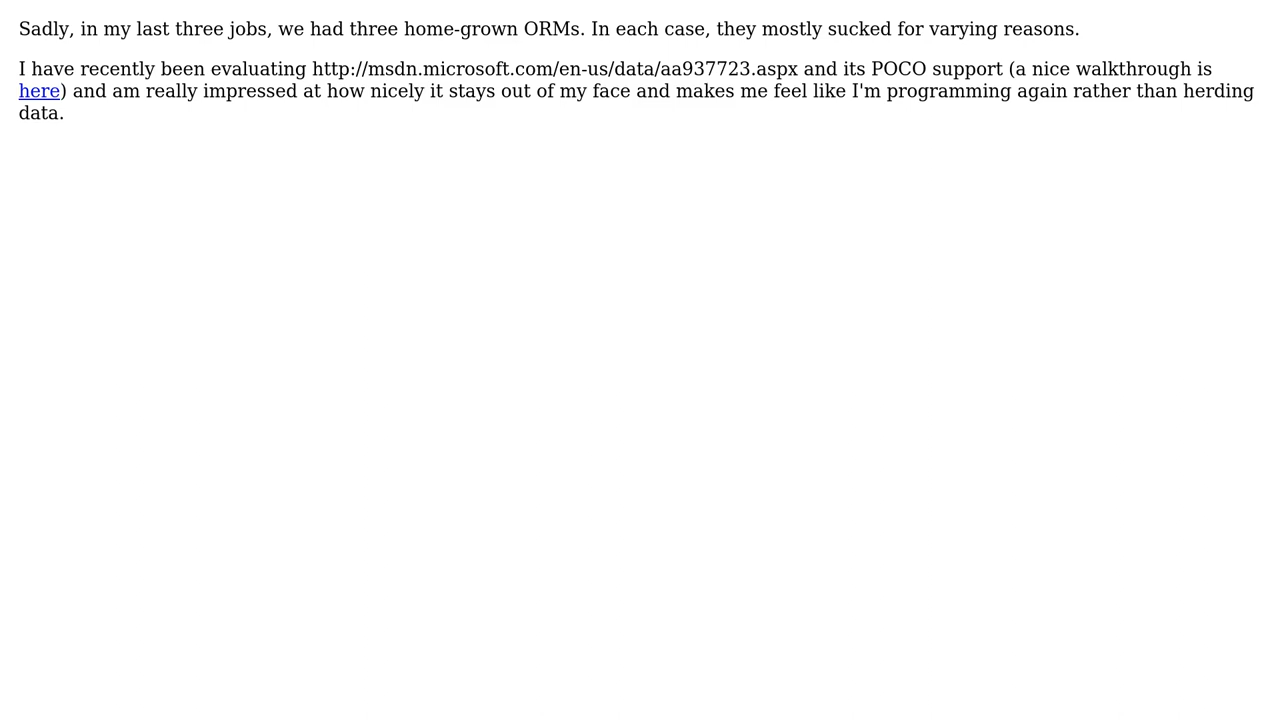 Sadly, in my last three jobs, we had three home-grown ORMs. In each case, they mostly sucked for varying reasons.
I have recently been evaluating http://msdn.microsoft.com/en-us/data/aa937723.aspx and its POCO support (a nice walkthrough is
here) and am really impressed at how nicely it stays out of my face and makes me feel like I'm programming again rather than herding
data.